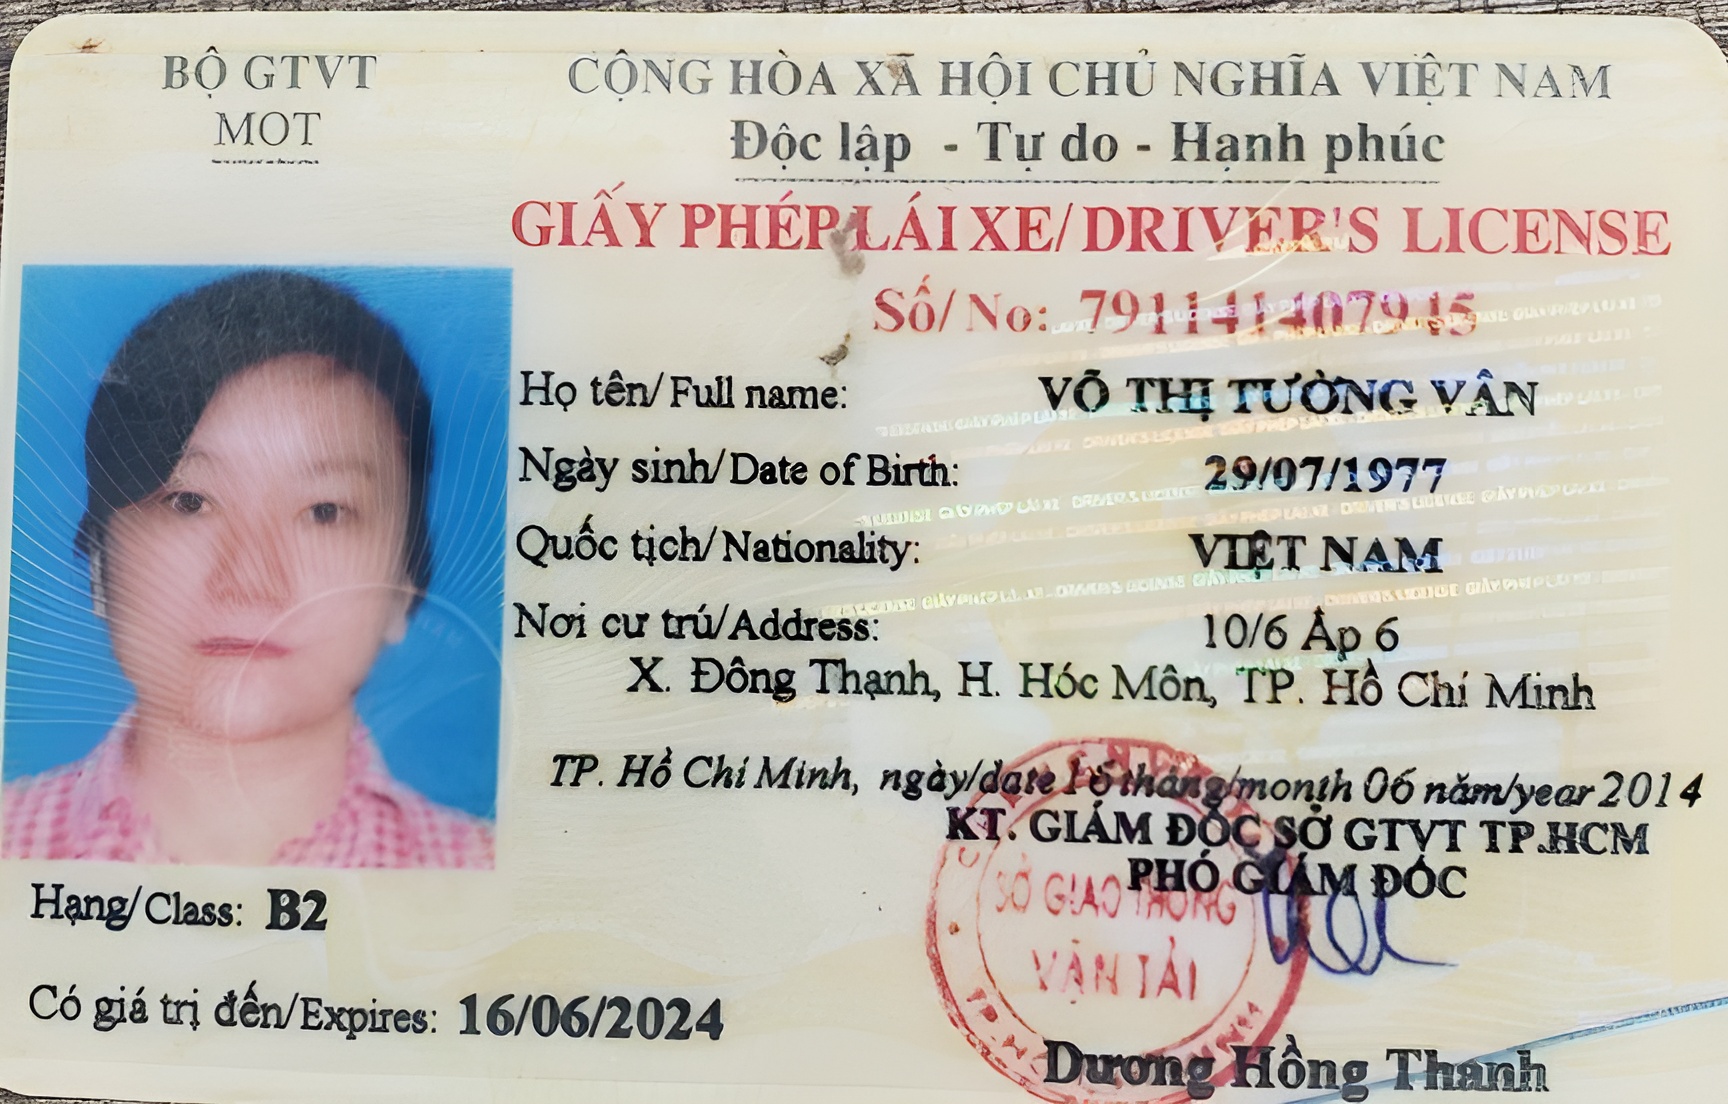 BỘ GTVT
MOT
CỘNG HÒA XÃ HỘI CHỦ NGHĨA VIỆT NAM
Độc lập - Tự do - Hạnh phúc
GIẤY PHÉP LÁI XE/DRIVER'S LICENSE
Số/No: 791141407945
Họ tên/Full name: VÕ THỊ TƯỜNG VÂN
Ngày sinh/Date of Birth: 29/07/1977
Quốc tịch/Nationality: VIỆT NAM
Nơi cư trú/Address: 10/6 Ấp 6
X. Đông Thạnh, H. Hóc Môn, TP. Hồ Chí Minh
TP. Hồ Chí Minh, ngày/date 16 tháng/month 06 năm/year 2014
KT. GIÁM ĐỐC SỞ GTVT TP.HCM
PHÓ GIÁM ĐỐC
SỞ GIAO THÔNG
VẬN TẢI
Dương Hồng Thanh
Hạng/Class: B2
Có giá trị đến/Expires: 16/06/2024